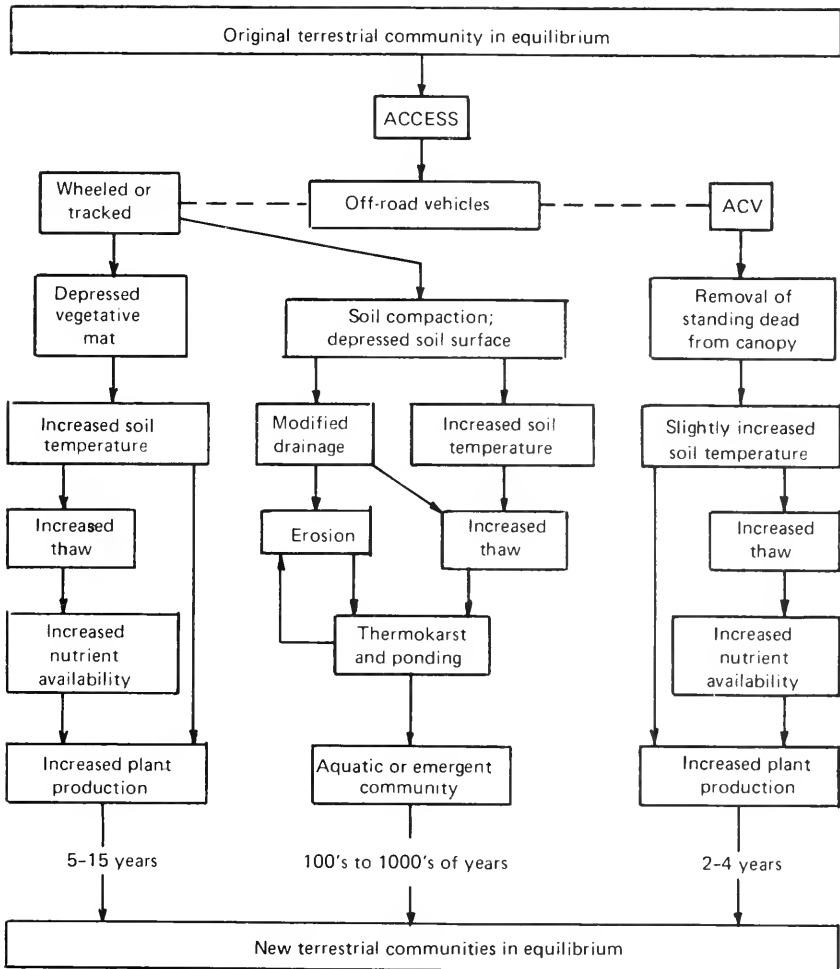 Original terrestrial community in equilibrium
ACCESS
Wheeled or
tracked
Off-road vehicles
ACV
Depressed
vegetative
mat
Soil compaction;
depressed soil surface
Removal of
standing dead
from canopy
Increased soil
temperature
Modified
drainage
Increased soil
temperature
Slightly increased
soil temperature
Increased
thaw
Erosion
Increased
thaw
Increased
thaw
Increased
nutrient
availability
Thermokarst
and ponding
Increased
nutrient
availability
Increased plant
production
Aquatic or emergent
community
Increased plant
production
5-15 years
100's to 1000's of years
2-4 years
New terrestrial communities in equilibrium